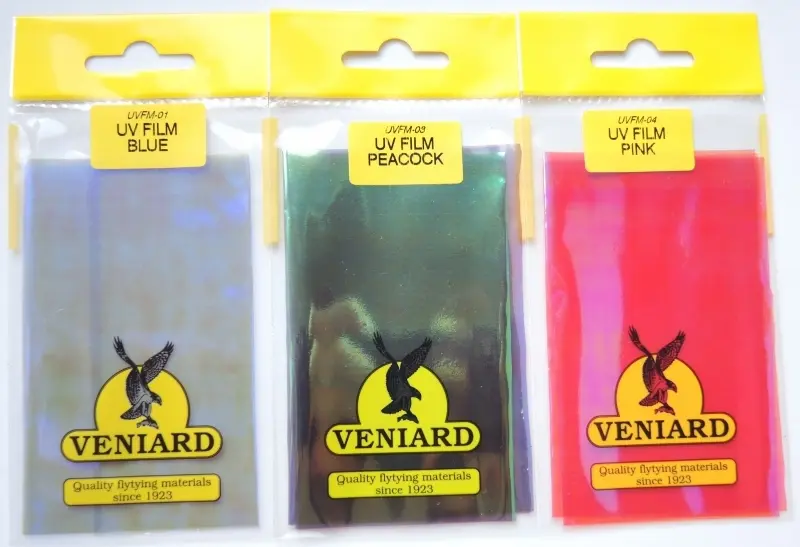 UVFM-01
UV FILM
BLUE
VENIARD
Quality flytying materials
since 1923
UVFM-03
UV FILM
PEACOCK
VENIARD
Quality flytying materials
since 1923
UVFM-04
UV FILM
PINK
VENIARD
Quality flytying materials
since 1923